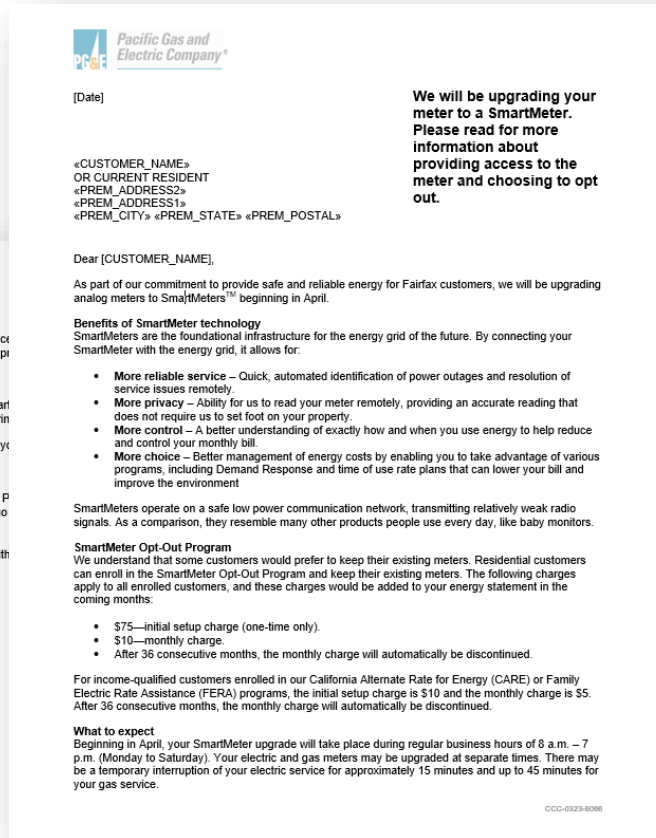 Pacific Gas and
Electric Company®
PG&E
[Date]
We will be upgrading your
meter to a SmartMeter.
Please read for more
information about
providing access to the
meter and choosing to opt
out.
«CUSTOMER_NAME»
OR CURRENT RESIDENT
«PREM_ADDRESS2»
«PREM_ADDRESS1»
«PREM_CITY» «PREM_STATE» «PREM_POSTAL»
Dear [CUSTOMER_NAME],
As part of our commitment to provide safe and reliable energy for Fairfax customers, we will be upgrading
analog meters to SmartMeters™ beginning in April.
Benefits of SmartMeter technology
SmartMeters are the foundational infrastructure for the energy grid of the future. By connecting your
SmartMeter with the energy grid, it allows for:
• More reliable service – Quick, automated identification of power outages and resolution of
service issues remotely.
• More privacy – Ability for us to read your meter remotely, providing an accurate reading that
does not require us to set foot on your property.
• More control – A better understanding of exactly how and when you use energy to help reduce
and control your monthly bill.
• More choice – Better management of energy costs by enabling you to take advantage of various
programs, including Demand Response and time of use rate plans that can lower your bill and
improve the environment
SmartMeters operate on a safe low power communication network, transmitting relatively weak radio
signals. As a comparison, they resemble many other products people use every day, like baby monitors.
SmartMeter Opt-Out Program
We understand that some customers would prefer to keep their existing meters. Residential customers
can enroll in the SmartMeter Opt-Out Program and keep their existing meters. The following charges
apply to all enrolled customers, and these charges would be added to your energy statement in the
coming months:
• $75—initial setup charge (one-time only).
• $10—monthly charge.
• After 36 consecutive months, the monthly charge will automatically be discontinued.
For income-qualified customers enrolled in our California Alternate Rate for Energy (CARE) or Family
Electric Rate Assistance (FERA) programs, the initial setup charge is $10 and the monthly charge is $5.
After 36 consecutive months, the monthly charge will automatically be discontinued.
What to expect
Beginning in April, your SmartMeter upgrade will take place during regular business hours of 8 a.m. – 7
p.m. (Monday to Saturday). Your electric and gas meters may be upgraded at separate times. There may
be a temporary interruption of your electric service for approximately 15 minutes and up to 45 minutes for
your gas service.
CCC-0323-6066